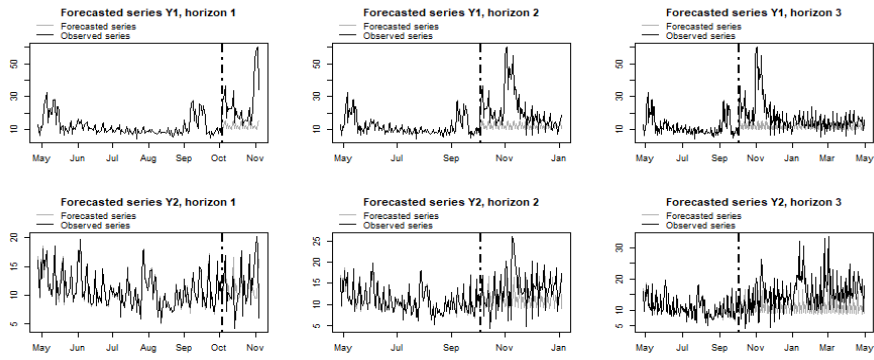 Forecasted series Y1, horizon 1
Forecasted series
Observed series
50
30
10
May Jun Jul Aug Sep Oct Nov
Forecasted series Y1, horizon 2
Forecasted series
Observed series
50
30
10
May Jul Sep Nov Jan
Forecasted series Y1, horizon 3
Forecasted series
Observed series
50
30
10
May Jul Sep Nov Jan Mar May
Forecasted series Y2, horizon 1
Forecasted series
Observed series
20
15
10
5
May Jun Jul Aug Sep Oct Nov
Forecasted series Y2, horizon 2
Forecasted series
Observed series
25
20
15
10
5
May Jul Sep Nov Jan
Forecasted series Y2, horizon 3
Forecasted series
Observed series
30
20
10
5
May Jul Sep Nov Jan Mar May